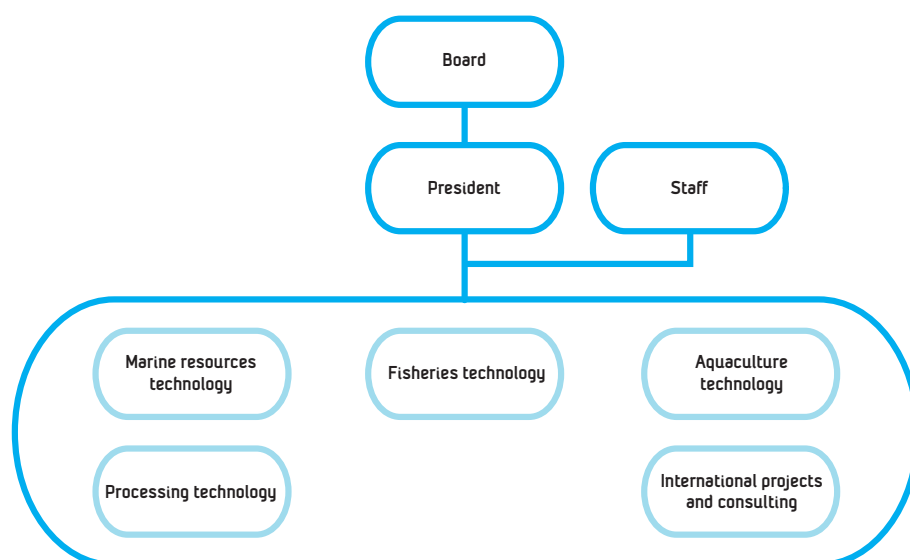 Board
President
Staff
Marine resources
technology
Fisheries technology
Aquaculture
technology
Processing technology
International projects
and consulting